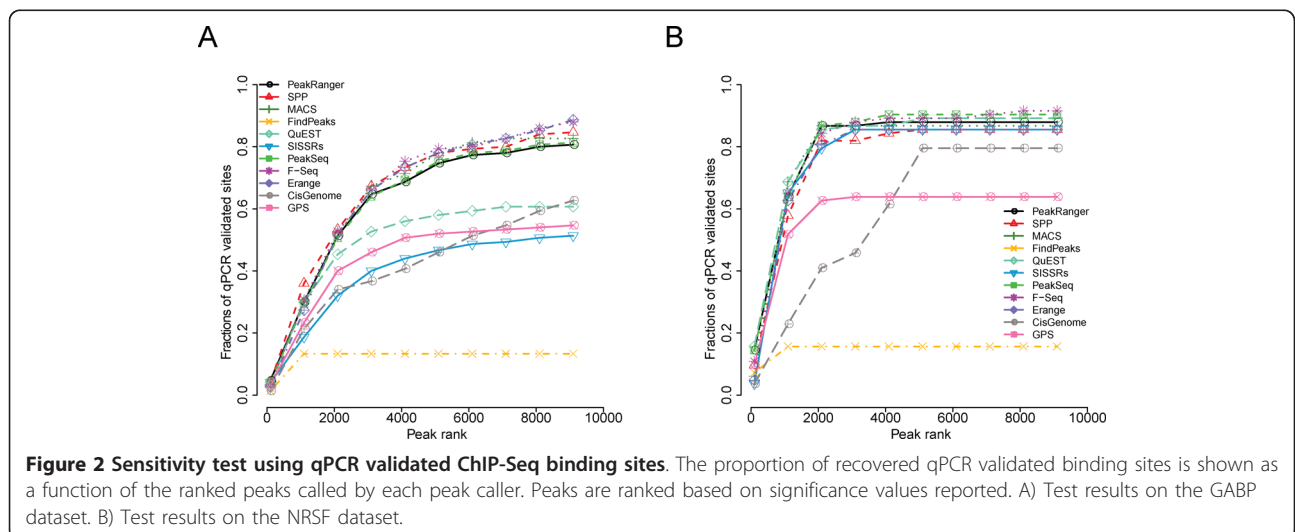 A
B
Fractions of qPCR validated sites
1.0
0.8
0.6
0.4
0.2
0.0
PeakRanger
SPP
MACS
FindPeaks
QuEST
SISSRs
PeakSeq
F-Seq
Erange
CisGenome
GPS
0 2000 4000 6000 8000 10000
Peak rank
Fractions of qPCR validated sites
1.0
0.8
0.6
0.4
0.2
0.0
PeakRanger
SPP
MACS
FindPeaks
QuEST
SISSRs
PeakSeq
F-Seq
Erange
CisGenome
GPS
0 2000 4000 6000 8000 10000
Peak rank
Figure 2 Sensitivity test using qPCR validated ChIP-Seq binding sites. The proportion of recovered qPCR validated binding sites is shown as
a function of the ranked peaks called by each peak caller. Peaks are ranked based on significance values reported. A) Test results on the GABP
dataset. B) Test results on the NRSF dataset.